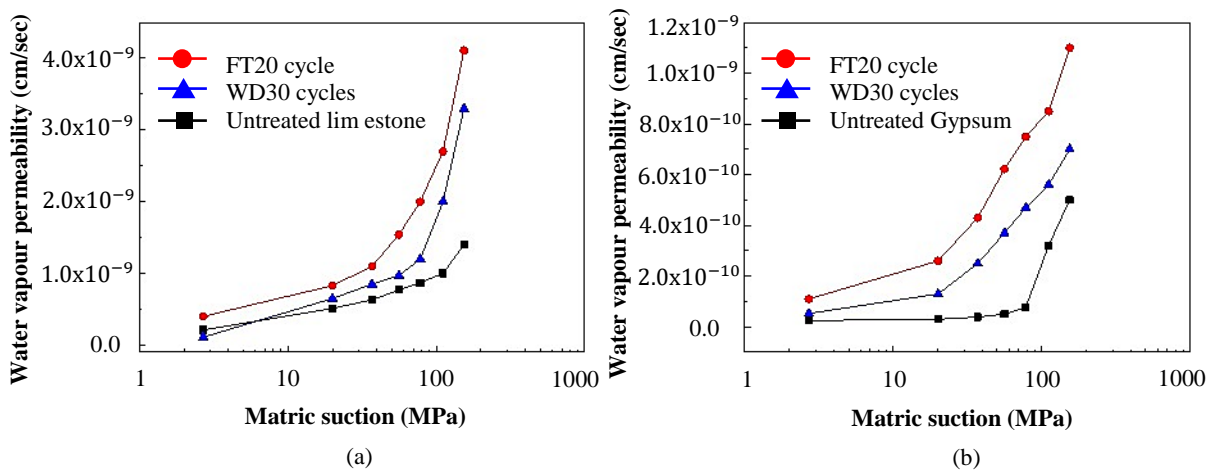 Water vapour permeability (cm/sec)
4.0x10⁻⁹
3.0x10⁻⁹
2.0x10⁻⁹
1.0x10⁻⁹
0.0
FT20 cycle
WD30 cycles
Untreated lim estone
1 10 100 1000
Matric suction (MPa)
(a)
Water vapour permeability (cm/sec)
1.2x10⁻⁹
1.0x10⁻⁹
8.0x10⁻¹⁰
6.0x10⁻¹⁰
4.0x10⁻¹⁰
2.0x10⁻¹⁰
0.0
FT20 cycle
WD30 cycles
Untreated Gypsum
1 10 100 1000
Matric suction (MPa)
(b)